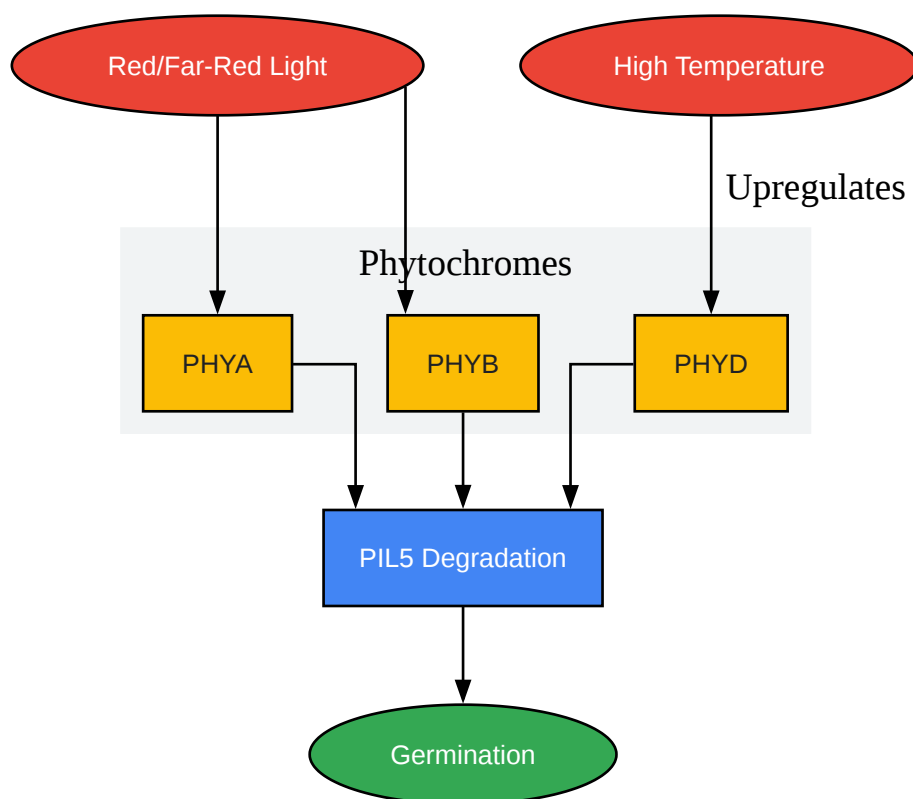 Red/Far-Red Light
High Temperature
Upregulates
Phytochromes
PHYA
PHYB
PHYD
PIL5 Degradation
Germination